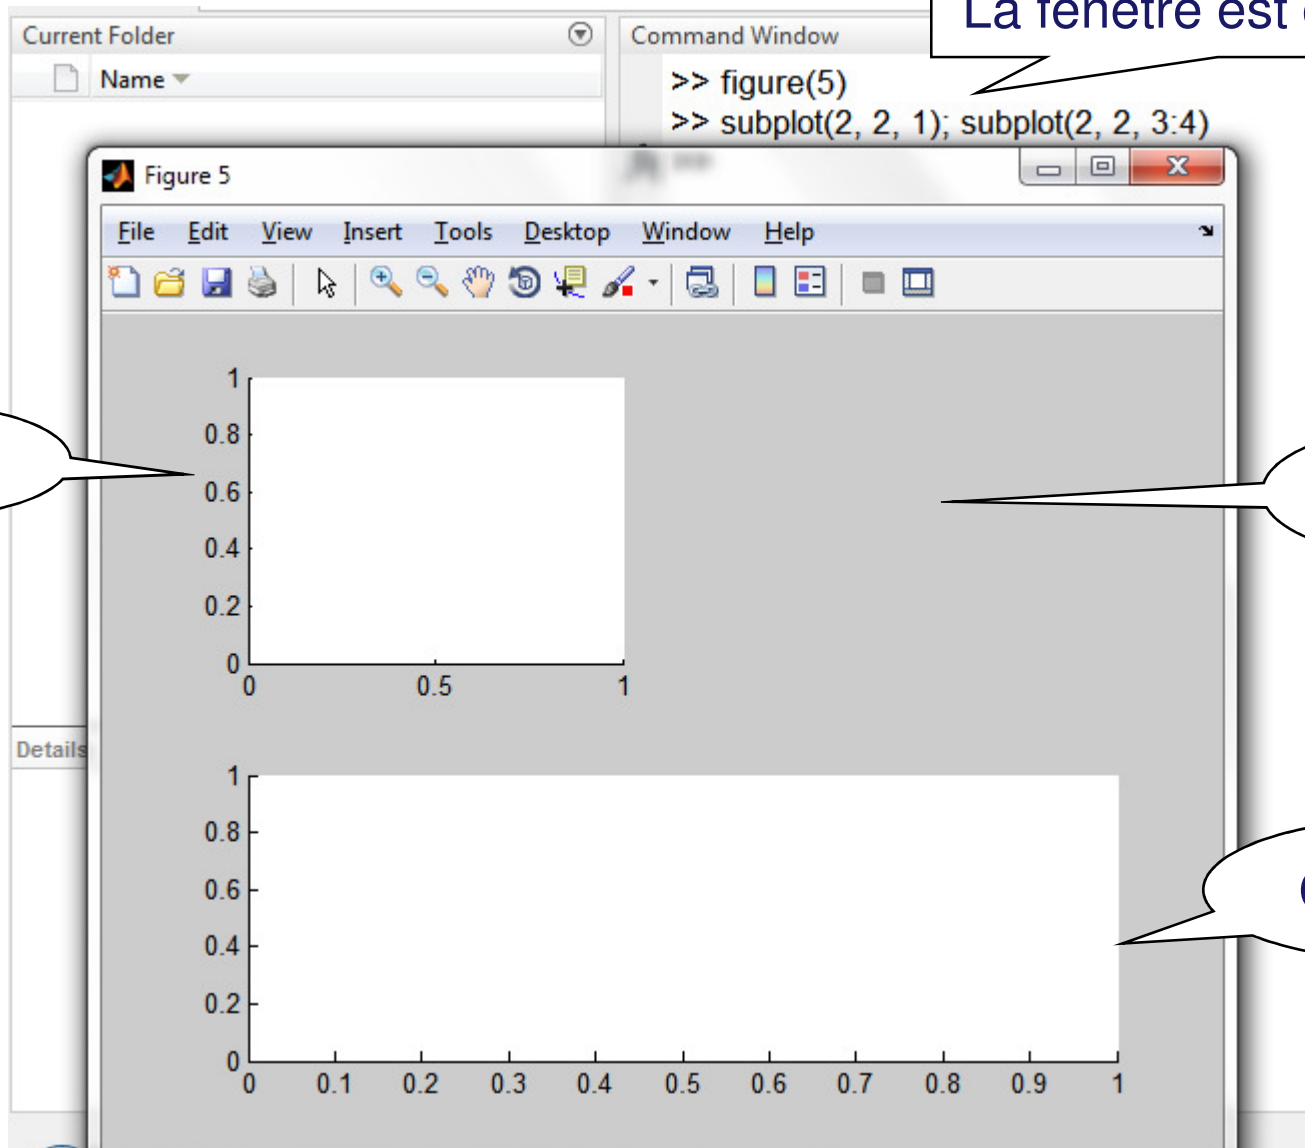 La fenêtre est
Current Folder
Command Window
Name
>> figure(5)
>> subplot(2, 2, 1); subplot(2, 2, 3:4)
Figure 5
File Edit View Insert Tools Desktop Window Help
1
0.8
0.6
0.4
0.2
0
0 0.5 1
Details
1
0.8
0.6
0.4
0.2
0
0 0.1 0.2 0.3 0.4 0.5 0.6 0.7 0.8 0.9 1